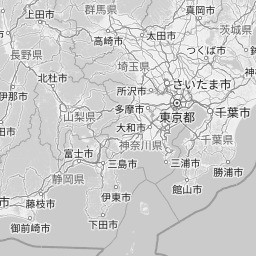 群馬県
真岡市
上田市
茨城県
高崎市
太田市
つくば市
長野県
埼玉県
北杜市
さいたま市
所沢市
伊那市
多摩市
千葉市
山梨県
東京都
大和市
千葉県
神奈川県
富士市
三島市
三浦市
勝浦市
静岡県
館山市
伊東市
藤枝市
下田市
御前崎市